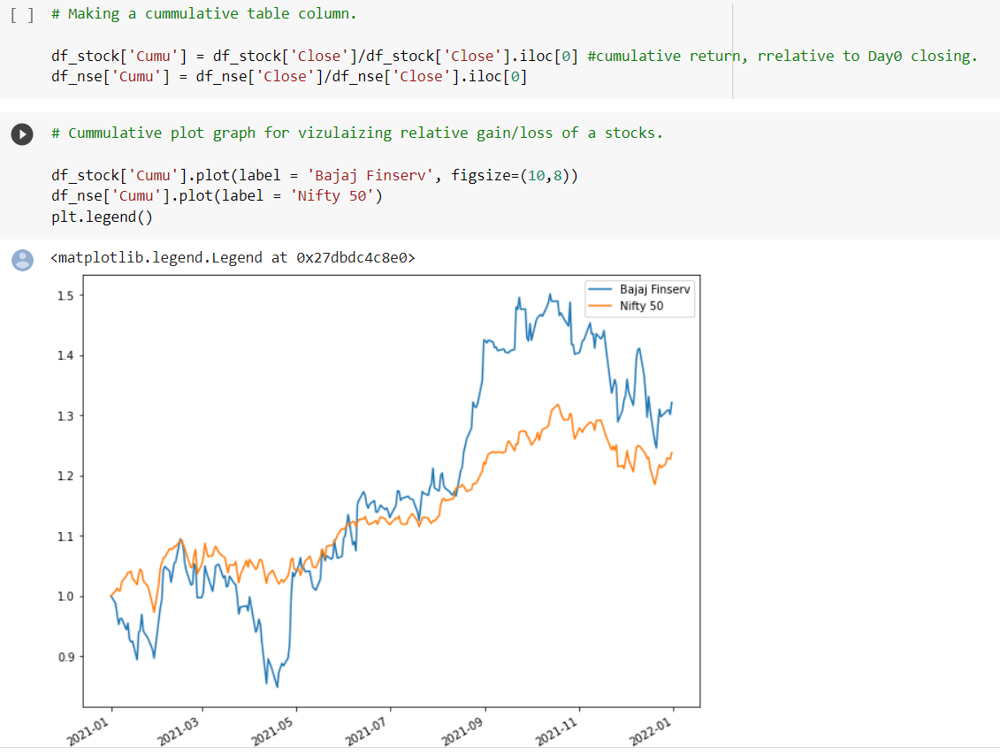 [ ] # Making a cummulative table column.
df_stock['Cumu'] = df_stock['Close']/df_stock['Close'].iloc[0] #cumulative return, rrelative to Day0 closing.
df_nse['Cumu'] = df_nse['Close']/df_nse['Close'].iloc[0]
# Cummulative plot graph for vizulaizing relative gain/loss of a stocks.
df_stock['Cumu'].plot(label = 'Bajaj Finserv', figsize=(10,8))
df_nse['Cumu'].plot(label = 'Nifty 50')
plt.legend()
<matplotlib.legend.Legend at 0x27dbdc4c8e0>
Bajaj Finserv
Nifty 50
1.5
1.4
1.3
1.2
1.1
1.0
0.9
2021-01 2021-03 2021-05 2021-07 2021-09 2021-11 2022-01